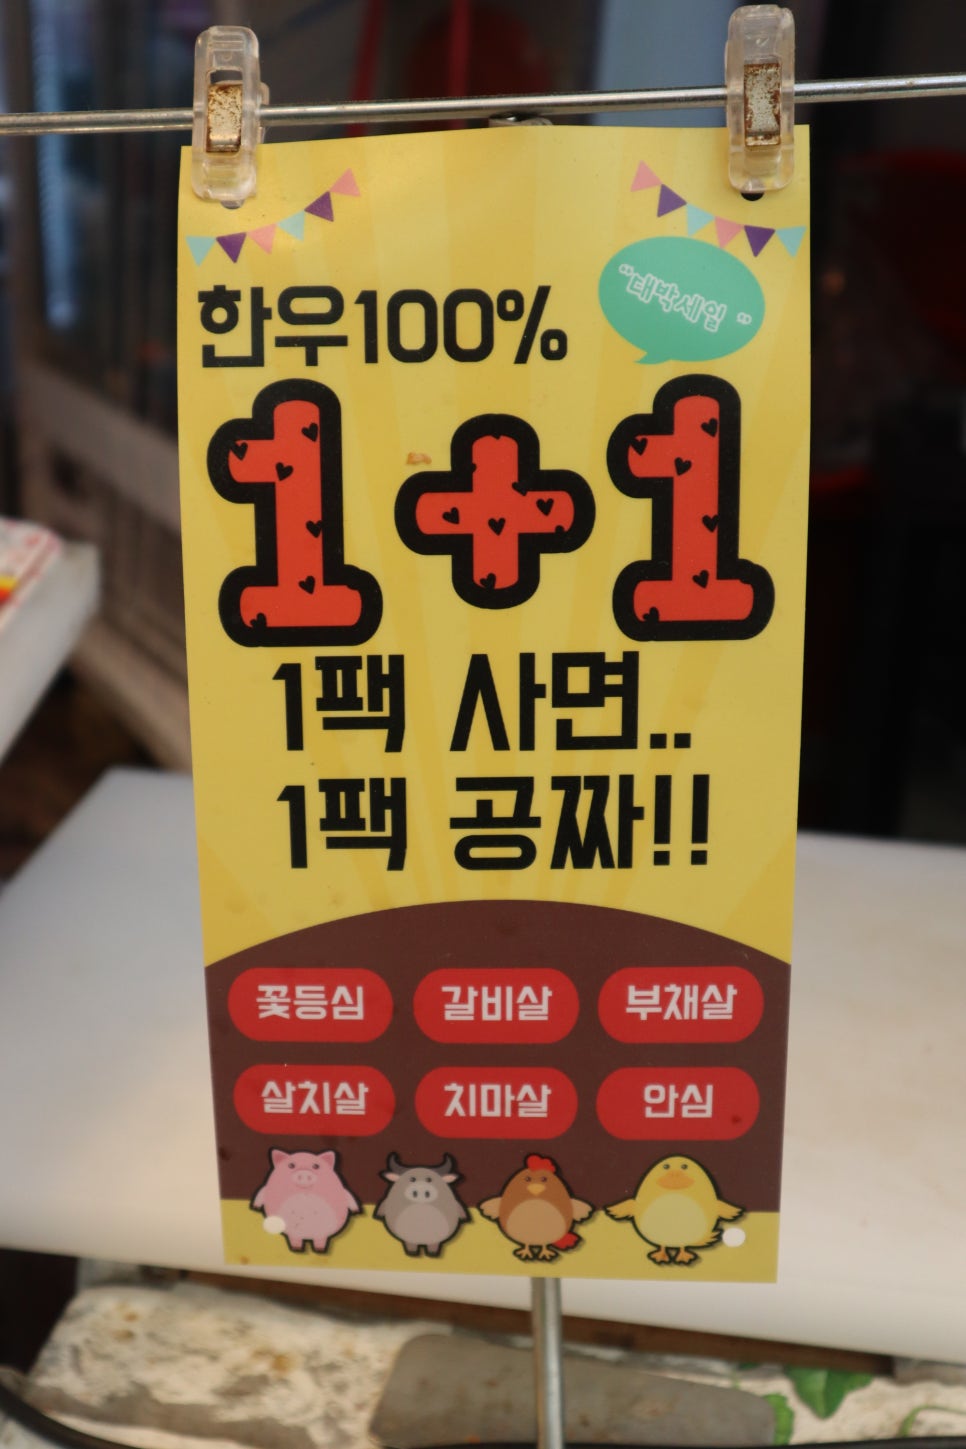 한우100%
"대박세일"
1+1
1팩 사면..
1팩 공짜!!
꽃등심 갈비살 부채살
살치살 치마살 안심